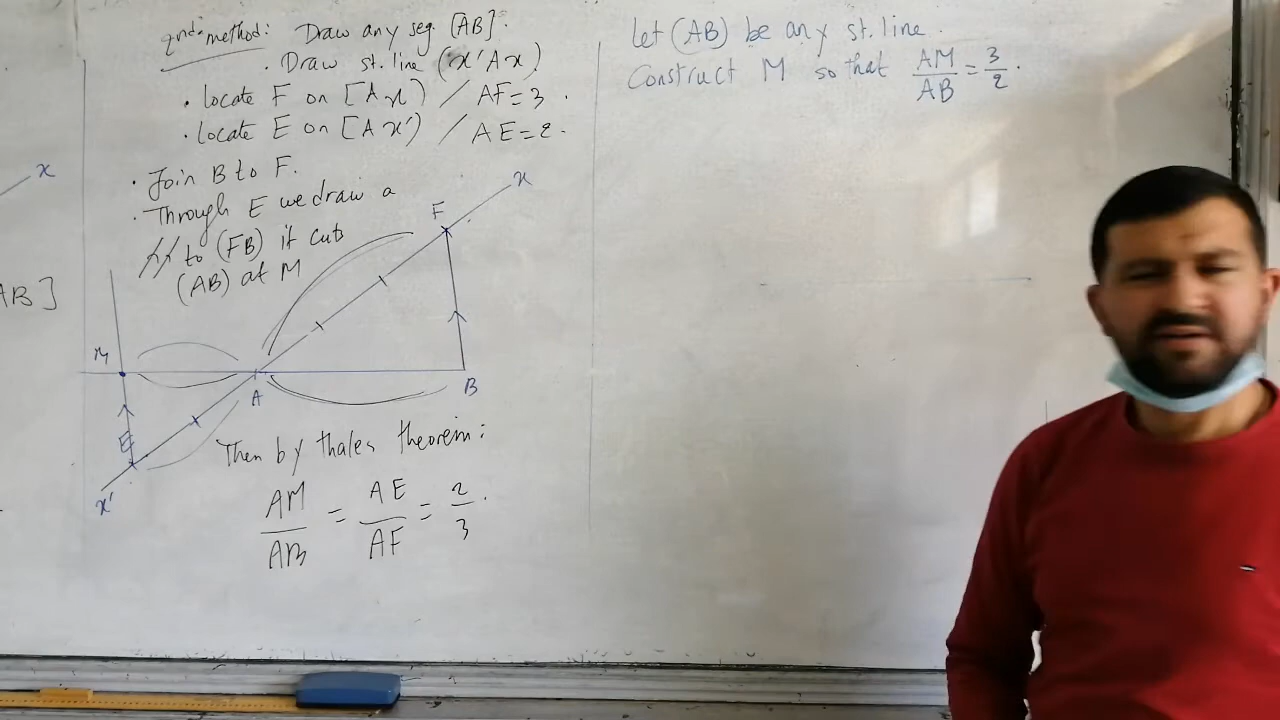 x
AB]
2nd method: Draw any seg [AB].
. Draw st. line (x'Ax)
. locate F on [Ax) / AF=3.
. locate E on [Ax') / AE=2.
. Join B to F.
. Through E we draw a
// to (FB) it cuts
(AB) at M
x
F
M
A
B
E
x'
Then by thales theorem:
AM/AB = AE/AF = 2/3.
Let (AB) be any st. line.
Construct M so that AM/AB = 3/2.